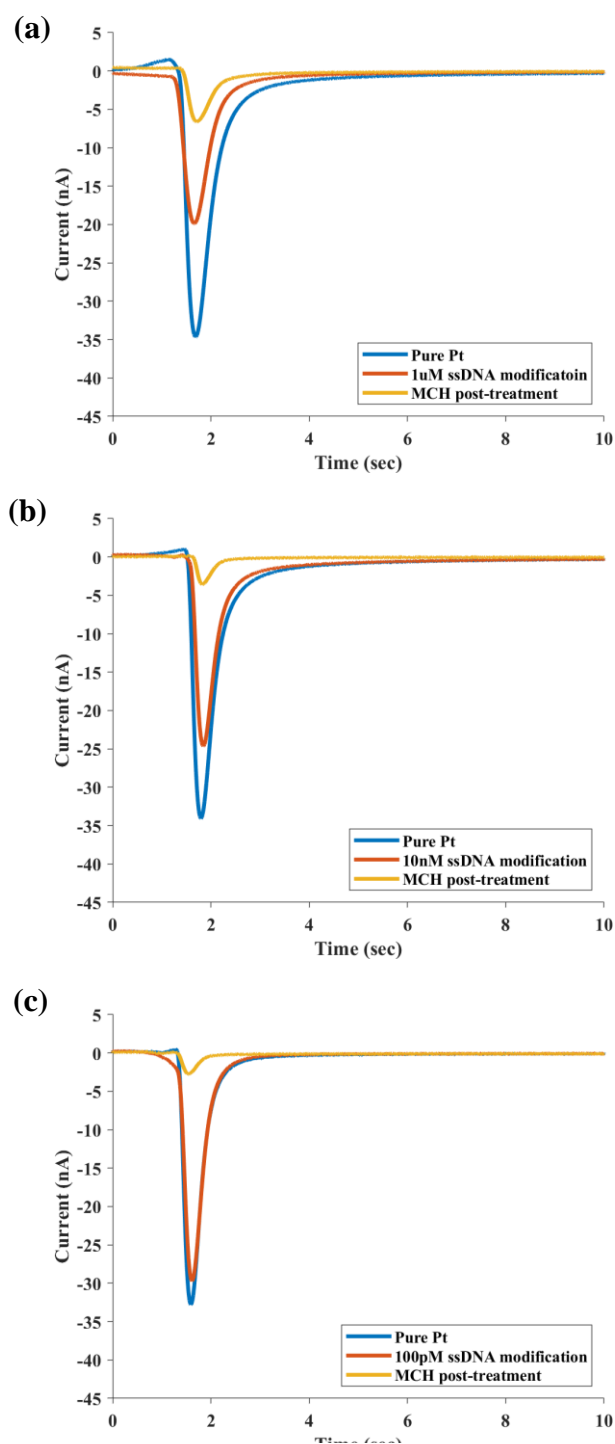 (a)
5
0
-5
-10
-15
-20
-25
-30
-35
-40
-45
Current (nA)
Pure Pt
1uM ssDNA modificatoin
MCH post-treatment
0 2 4 6 8 10
Time (sec)
(b)
5
0
-5
-10
-15
-20
-25
-30
-35
-40
-45
Current (nA)
Pure Pt
10nM ssDNA modification
MCH post-treatment
0 2 4 6 8 10
Time (sec)
(c)
5
0
-5
-10
-15
-20
-25
-30
-35
-40
-45
Current (nA)
Pure Pt
100pM ssDNA modification
MCH post-treatment
0 2 4 6 8 10
Time (sec)